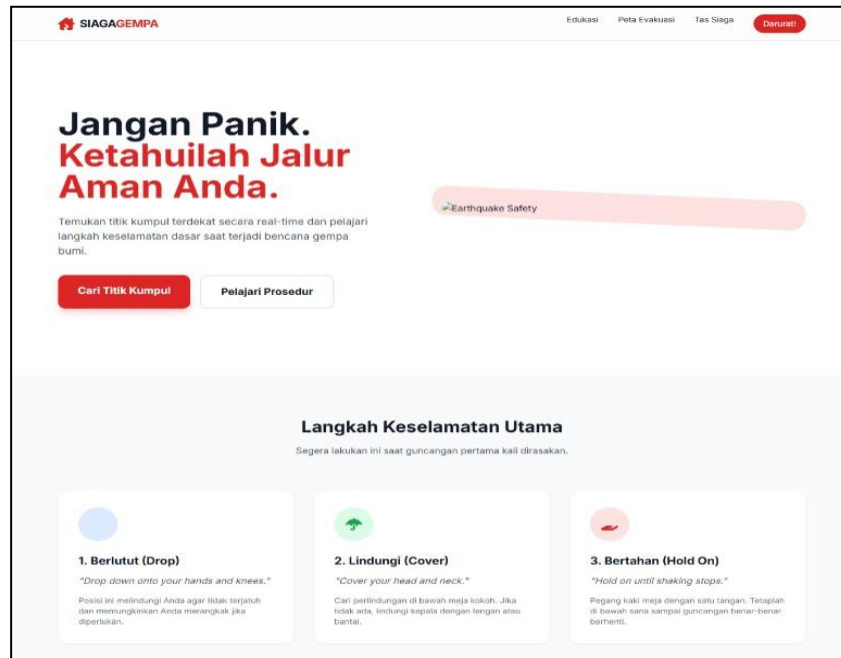 SIAGAGEMPA
Edukasi Peta Evakuasi Tas Siaga Darurat!
Jangan Panik.
Ketahuilah Jalur
Aman Anda.
Temukan titik kumpul terdekat secara real-time dan pelajari
langkah keselamatan dasar saat terjadi bencana gempa
bumi.
Cari Titik Kumpul Pelajari Prosedur
Earthquake Safety
Langkah Keselamatan Utama
Segera lakukan ini saat guncangan pertama kali dirasakan.
1. Berlutut (Drop)
"Drop down onto your hands and knees."
Posisi ini melindungi Anda agar tidak terjatuh
dan memungkinkan Anda merangkak jika
diperlukan.
2. Lindungi (Cover)
"Cover your head and neck."
Cari perlindungan di bawah meja kokoh. Jika
tidak ada, lindungi kepala dengan lengan atau
bantal.
3. Bertahan (Hold On)
"Hold on until shaking stops."
Pegang kaki meja dengan satu tangan. Tetaplah
di bawah sana sampai guncangan benar-benar
berhenti.